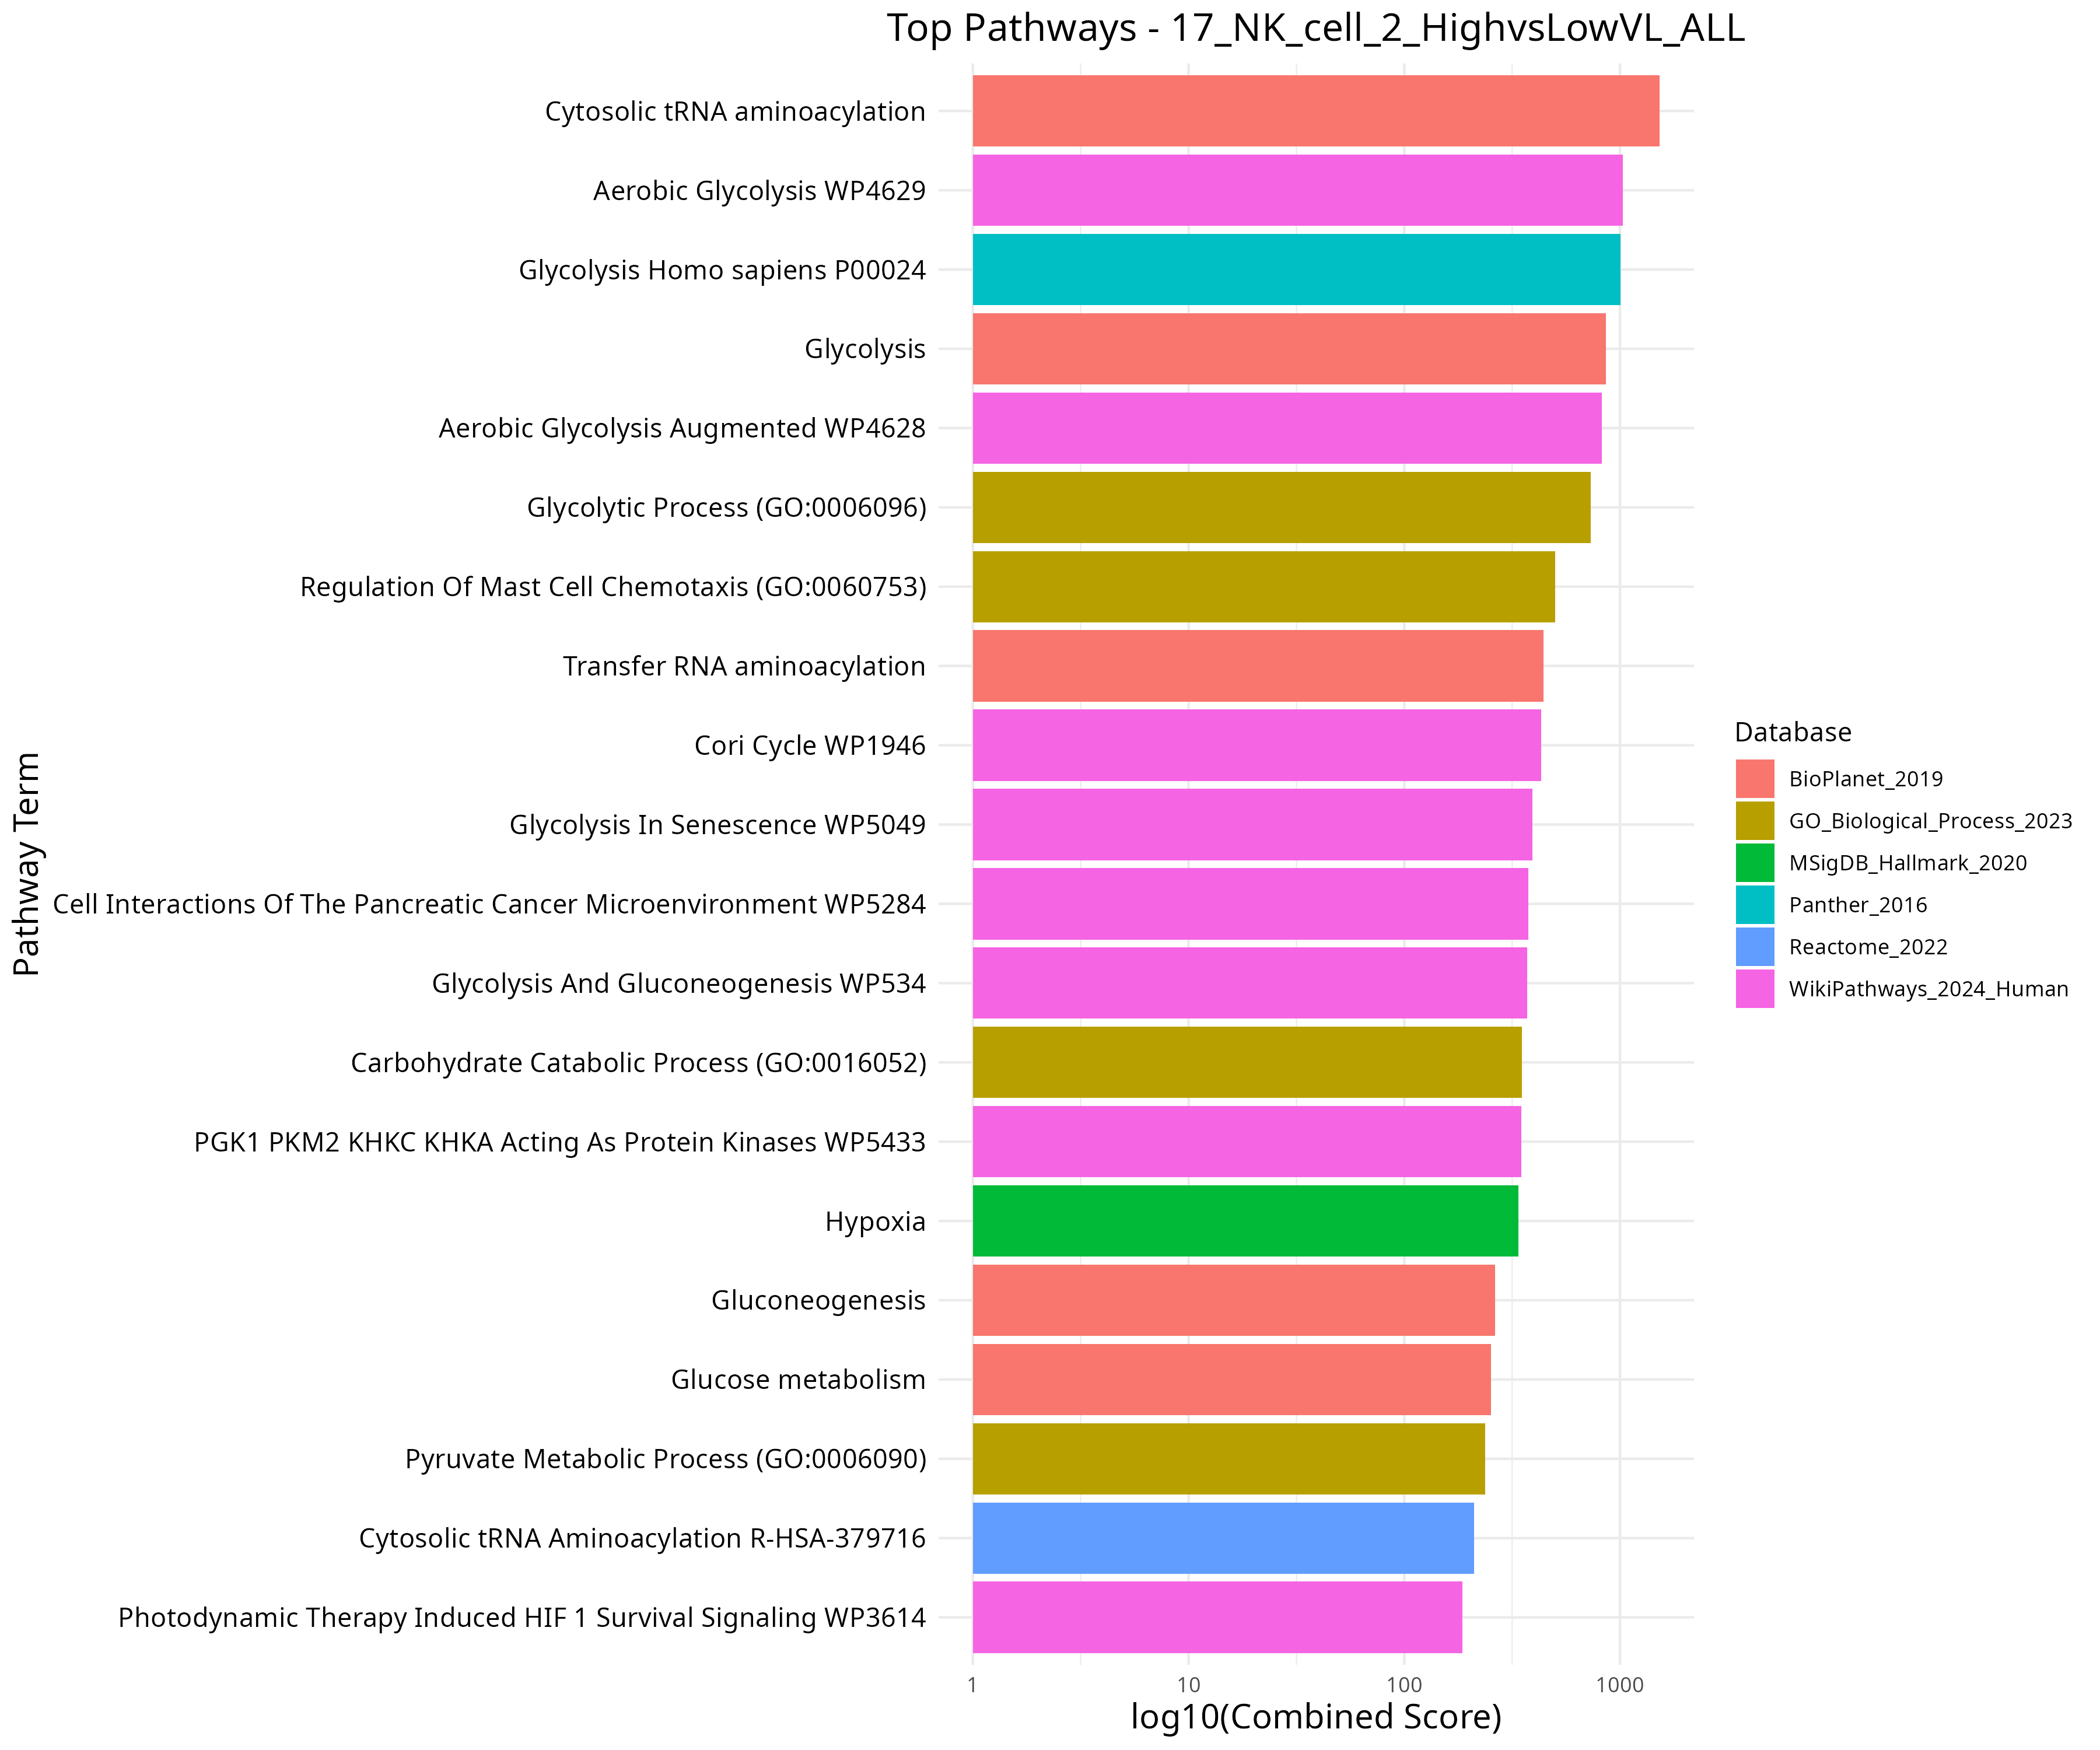 Top Pathways - 17_NK_cell_2_HighvsLowVL_ALL
Pathway Term
Cytosolic tRNA aminoacylation
Aerobic Glycolysis WP4629
Glycolysis Homo sapiens P00024
Glycolysis
Aerobic Glycolysis Augmented WP4628
Glycolytic Process (GO:0006096)
Regulation Of Mast Cell Chemotaxis (GO:0060753)
Transfer RNA aminoacylation
Cori Cycle WP1946
Glycolysis In Senescence WP5049
Cell Interactions Of The Pancreatic Cancer Microenvironment WP5284
Glycolysis And Gluconeogenesis WP534
Carbohydrate Catabolic Process (GO:0016052)
PGK1 PKM2 KHKC KHKA Acting As Protein Kinases WP5433
Hypoxia
Gluconeogenesis
Glucose metabolism
Pyruvate Metabolic Process (GO:0006090)
Cytosolic tRNA Aminoacylation R-HSA-379716
Photodynamic Therapy Induced HIF 1 Survival Signaling WP3614
1 10 100 1000
log10(Combined Score)
Database
BioPlanet_2019
GO_Biological_Process_2023
MSigDB_Hallmark_2020
Panther_2016
Reactome_2022
WikiPathways_2024_Human